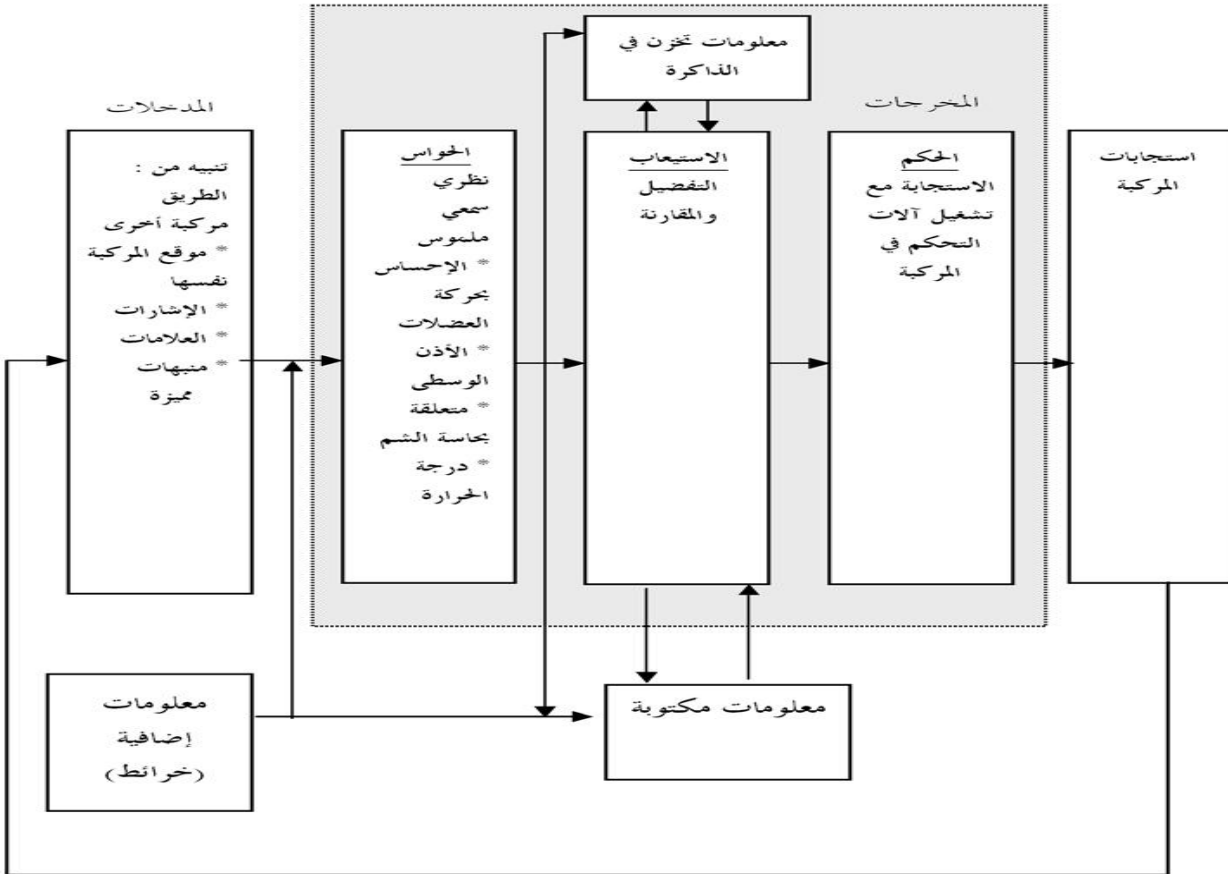 معلومات تخزن في
الذاكرة
المدخلات
المخرجات
تنبيه من :
الطريق
مركبة أخرى
* موقع المركبة
نفسها
* الإشارات
* العلامات
* منبهات
مميزة
الحواس
نظري
سمعي
ملموس
* الإحساس
بحركة
العضلات
* الأذن
الوسطى
* متعلقة
بحاسة الشم
* درجة
الحرارة
الاستيعاب
التفضيل
والمقارنة
الحكم
الاستجابة مع
تشغيل آلات
التحكم في
المركبة
استجابات
المركبة
معلومات
إضافية
(خرائط)
معلومات مكتوبة